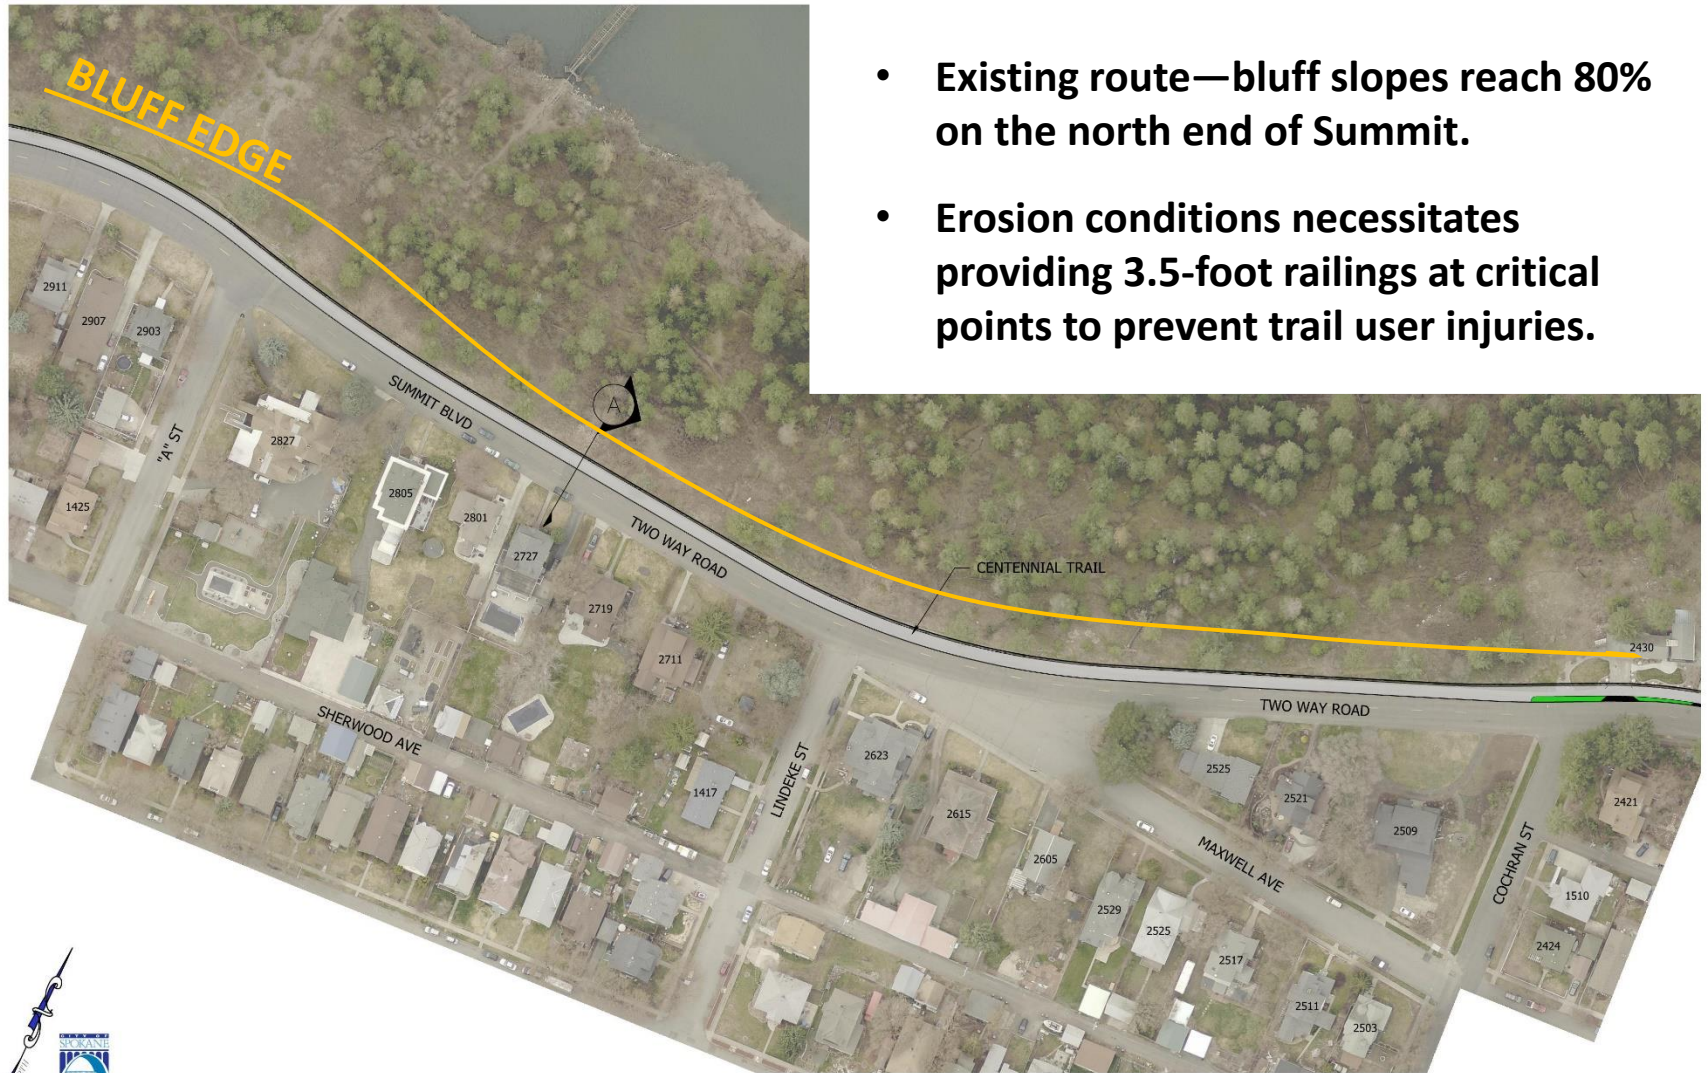 • Existing route—bluff slopes reach 80%
on the north end of Summit.
• Erosion conditions necessitates
providing 3.5-foot railings at critical
points to prevent trail user injuries.
BLUFF EDGE
2911
2907
2903
"A" ST
1425
2827
SUMMIT BLVD
A
2805
2801
2727
TWO WAY ROAD
2719
2711
CENTENNIAL TRAIL
2430
TWO WAY ROAD
SHERWOOD AVE
1417
LINDEKE ST
2623
2615
2605
2525
2521
2509
2421
MAXWELL AVE
COCHRAN ST
1510
2424
2529
2525
2517
2511
2503
CITY OF
SPOKANE